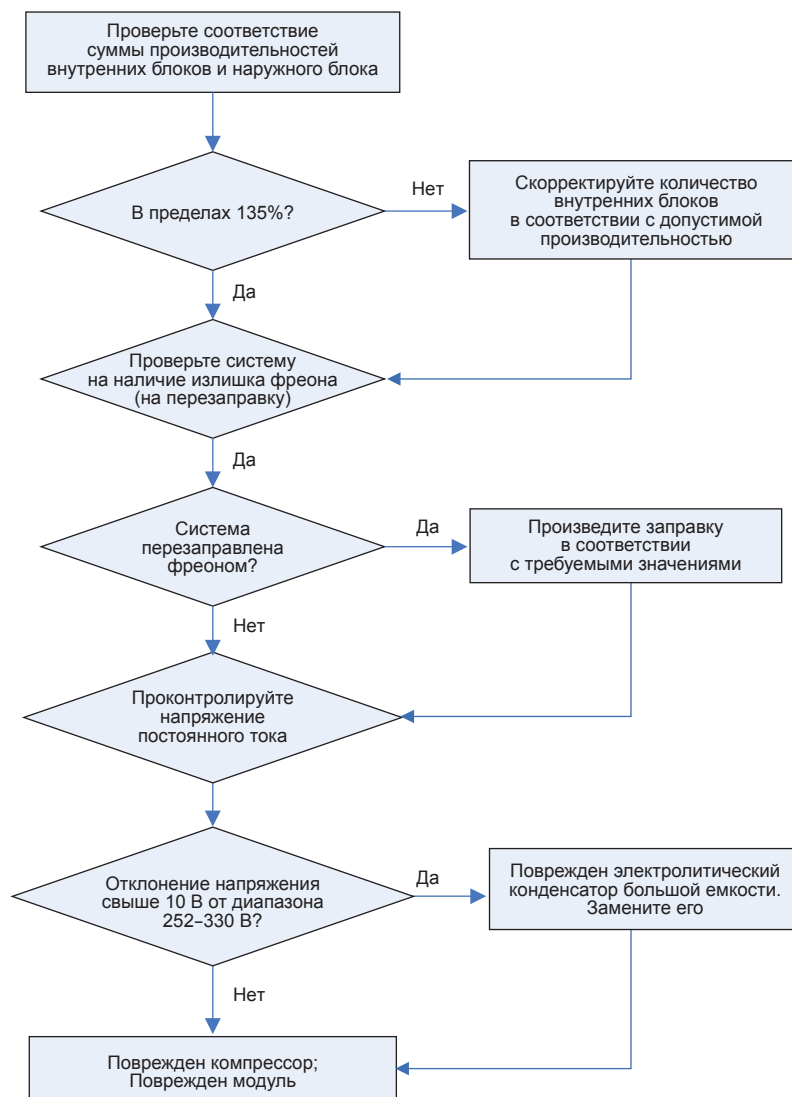 Проверьте соответствие
суммы производительностей
внутренних блоков и наружного блока
В пределах 135%?
Нет
Скорректируйте количество
внутренних блоков
в соответствии с допустимой
производительностью
Да
Проверьте систему
на наличие излишка фреона
(на перезаправку)
Да
Система
перезаправлена
фреоном?
Да
Произведите заправку
в соответствии
с требуемыми значениями
Нет
Проконтролируйте
напряжение
постоянного тока
Отклонение напряжения
свыше 10 В от диапазона
252–330 В?
Да
Поврежден электролитический
конденсатор большой емкости.
Замените его
Нет
Поврежден компрессор;
Поврежден модуль